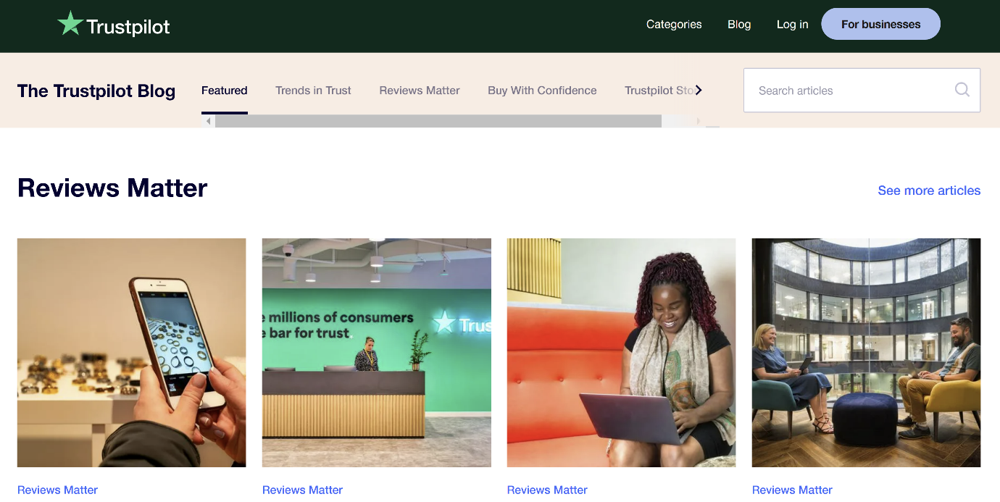 Trustpilot
Categories
Blog
Log in
For businesses
The Trustpilot Blog
Featured
Trends in Trust
Reviews Matter
Buy With Confidence
Trustpilot Sto
Search articles
Reviews Matter
See more articles
millions of consumers
bar for trust.
Trus
Reviews Matter
Reviews Matter
Reviews Matter
Reviews Matter